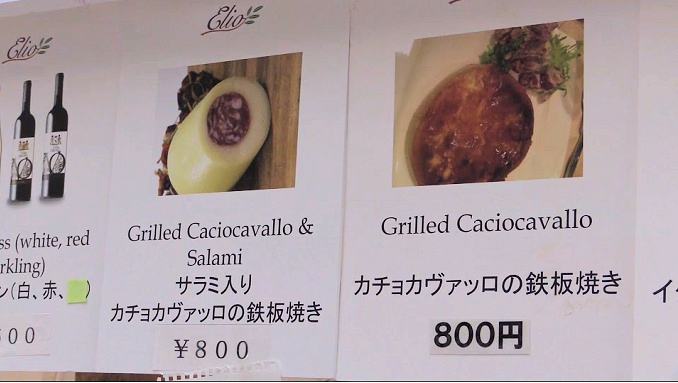 Elio
ss (white, red
rkling)
ン(白、赤、
00
Elio
Grilled Caciocavallo &
Salami
サラミ入り
カチョカヴァッロの鉄板焼き
¥800
Grilled Caciocavallo
カチョカヴァッロの鉄板焼き
800円